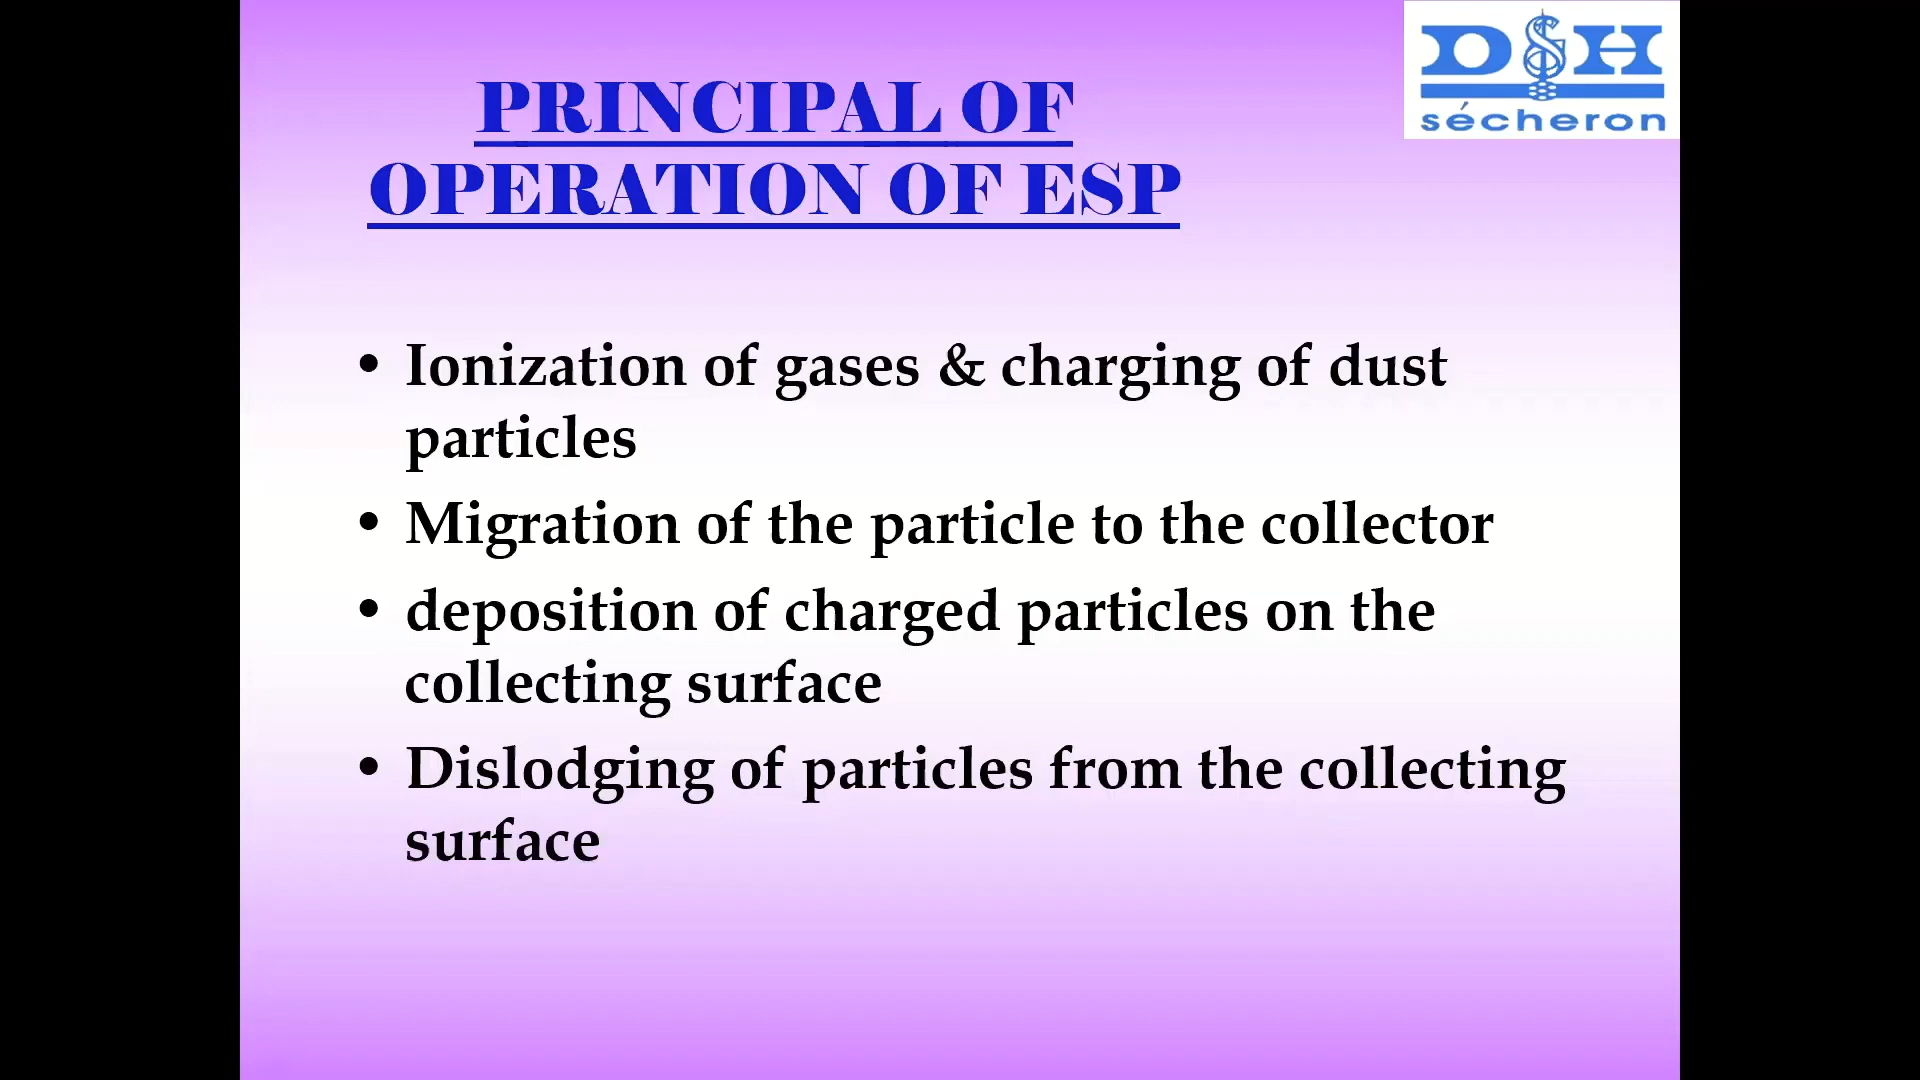 D&H
sécheron
PRINCIPAL OF
OPERATION OF ESP
• Ionization of gases & charging of dust
particles
• Migration of the particle to the collector
• deposition of charged particles on the
collecting surface
• Dislodging of particles from the collecting
surface